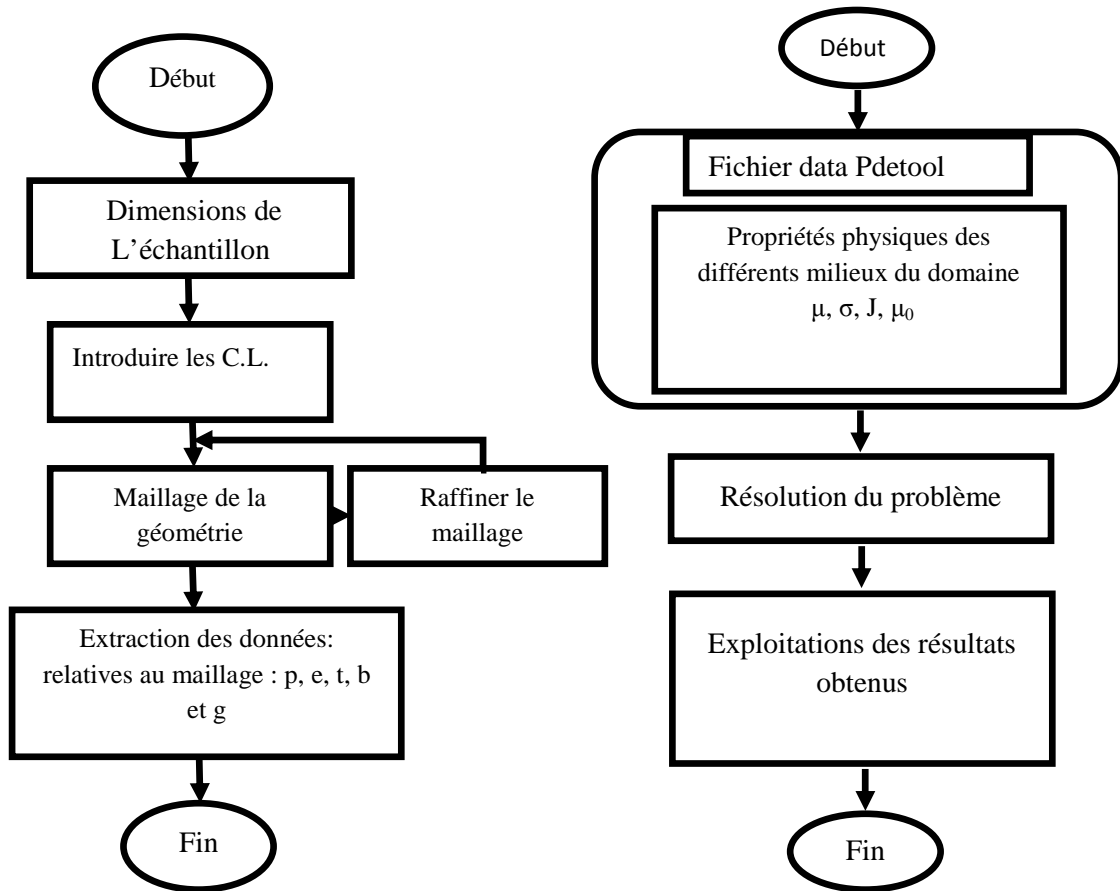 Début
Dimensions de
L'échantillon
Introduire les C.L.
Maillage de la
géométrie
Raffiner le
maillage
Extraction des données:
relatives au maillage : p, e, t, b
et g
Fin
Début
Fichier data Pdetool
Propriétés physiques des
différents milieux du domaine
μ, σ, J, μ₀
Résolution du problème
Exploitations des résultats
obtenus
Fin